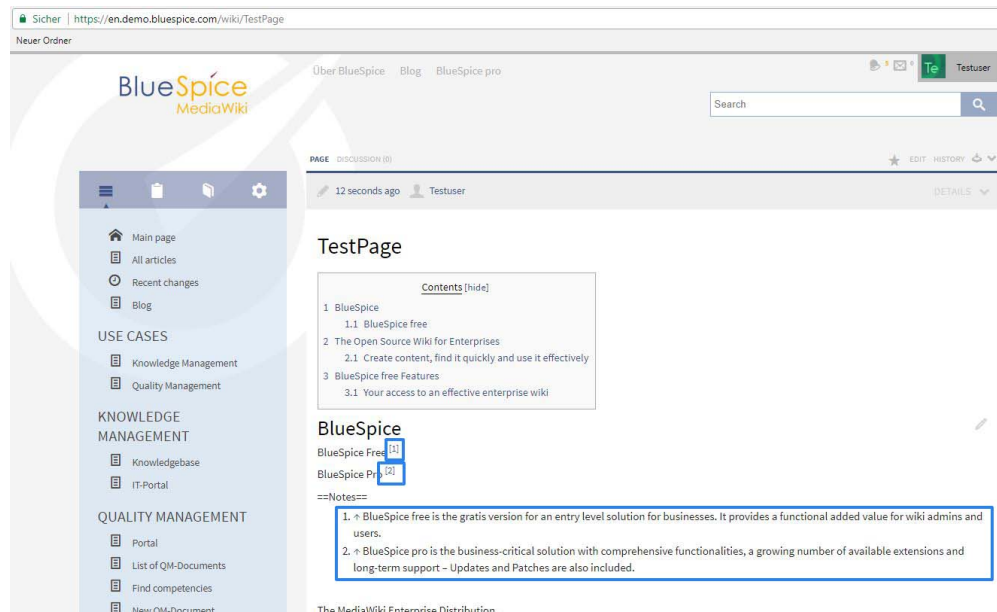 Sicher | https://en.demo.bluespice.com/wiki/TestPage
Neuer Ordner
BlueSpice
MediaWiki
Über BlueSpice Blog BlueSpice pro
Te Testuser
Search
PAGE DISCUSSION (0)
EDIT HISTORY
12 seconds ago Testuser
DETAILS
Main page
All articles
Recent changes
Blog
USE CASES
Knowledge Management
Quality Management
KNOWLEDGE
MANAGEMENT
Knowledgebase
IT-Portal
QUALITY MANAGEMENT
Portal
List of QM-Documents
Find competencies
New QM-Document
TestPage
Contents [hide]
1 BlueSpice
1.1 BlueSpice free
2 The Open Source Wiki for Enterprises
2.1 Create content, find it quickly and use it effectively
3 BlueSpice free Features
3.1 Your access to an effective enterprise wiki
BlueSpice
BlueSpice Free [1]
BlueSpice Pro [2]
==Notes==
1. ↑ BlueSpice free is the gratis version for an entry level solution for businesses. It provides a functional added value for wiki admins and
users.
2. ↑ BlueSpice pro is the business-critical solution with comprehensive functionalities, a growing number of available extensions and
long-term support – Updates and Patches are also included.
The MediaWiki Enterprise Distribution